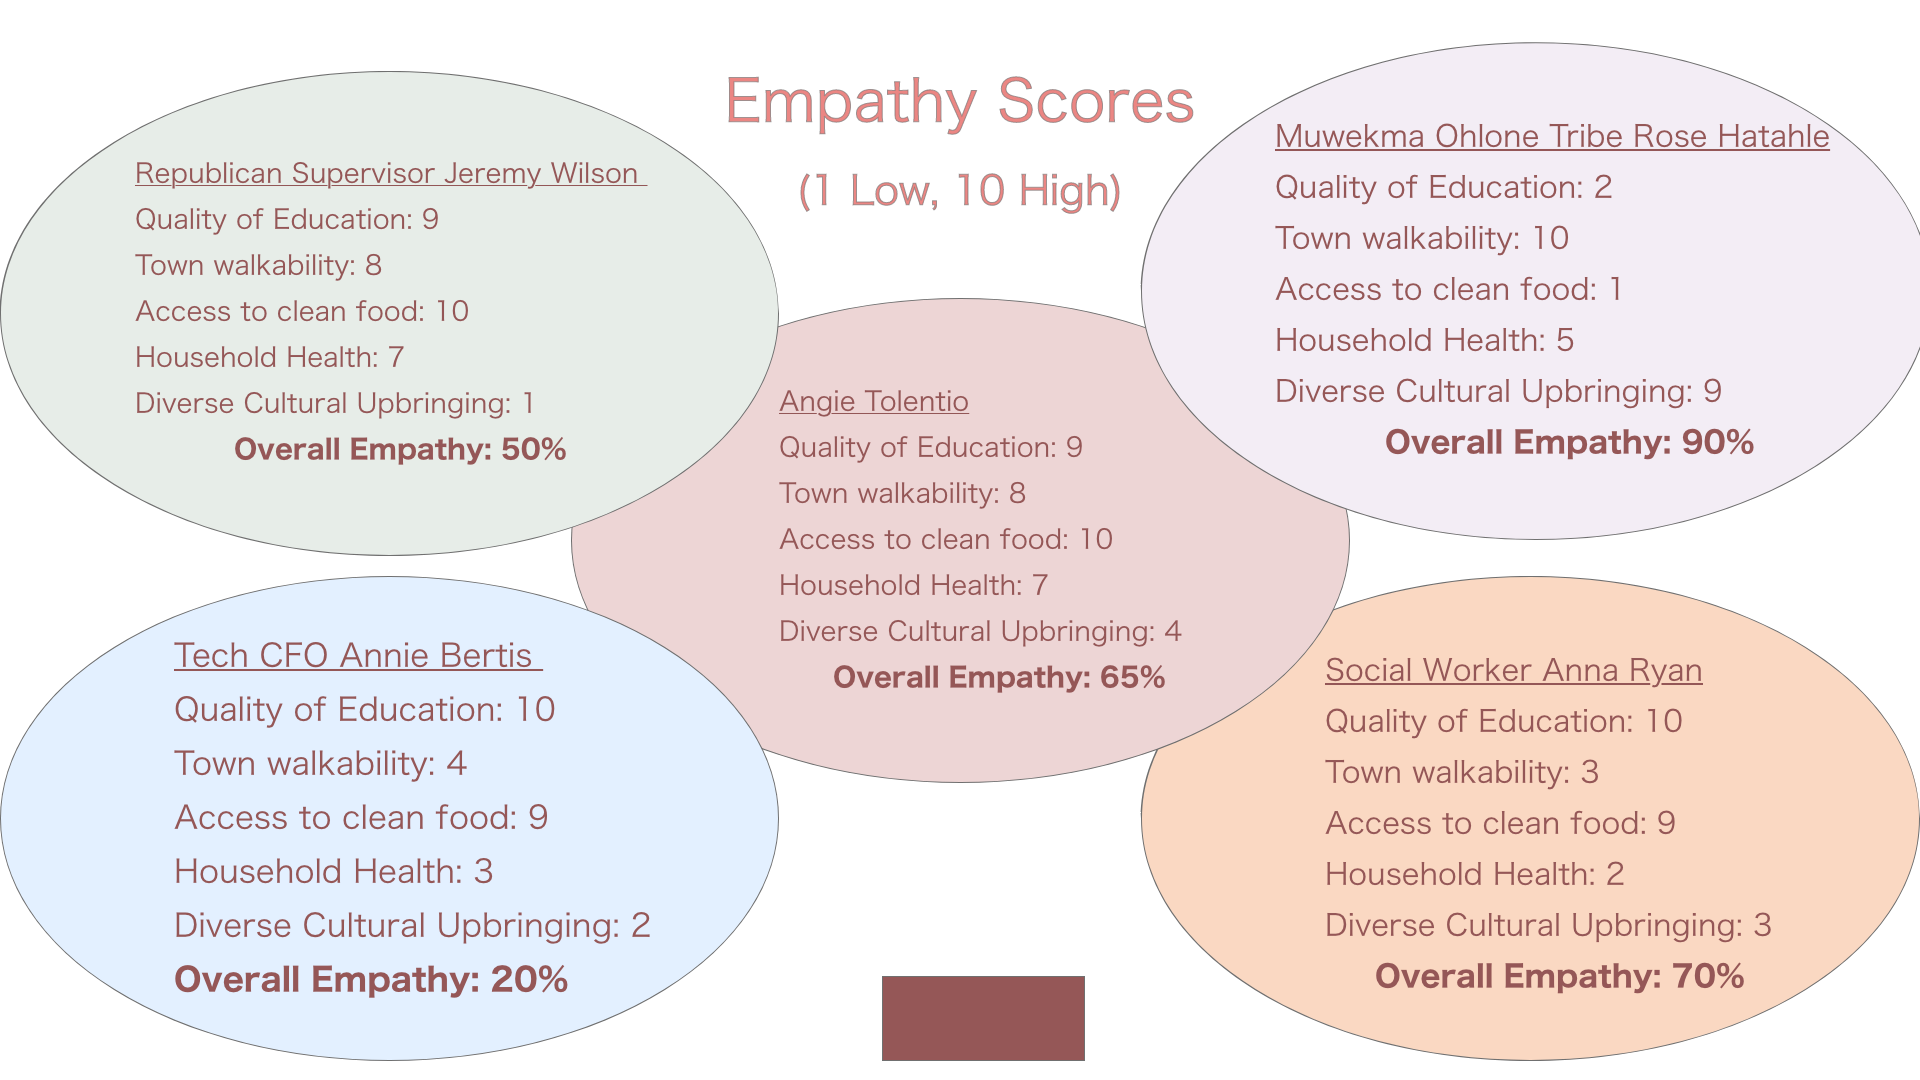 Empathy Scores
(1 Low, 10 High)
Republican Supervisor Jeremy Wilson
Quality of Education: 9
Town walkability: 8
Access to clean food: 10
Household Health: 7
Diverse Cultural Upbringing: 1
Overall Empathy: 50%
Muwekma Ohlone Tribe Rose Hatahle
Quality of Education: 2
Town walkability: 10
Access to clean food: 1
Household Health: 5
Diverse Cultural Upbringing: 9
Overall Empathy: 90%
Angie Tolentio
Quality of Education: 9
Town walkability: 8
Access to clean food: 10
Household Health: 7
Diverse Cultural Upbringing: 4
Overall Empathy: 65%
Tech CFO Annie Bertis
Quality of Education: 10
Town walkability: 4
Access to clean food: 9
Household Health: 3
Diverse Cultural Upbringing: 2
Overall Empathy: 20%
Social Worker Anna Ryan
Quality of Education: 10
Town walkability: 3
Access to clean food: 9
Household Health: 2
Diverse Cultural Upbringing: 3
Overall Empathy: 70%